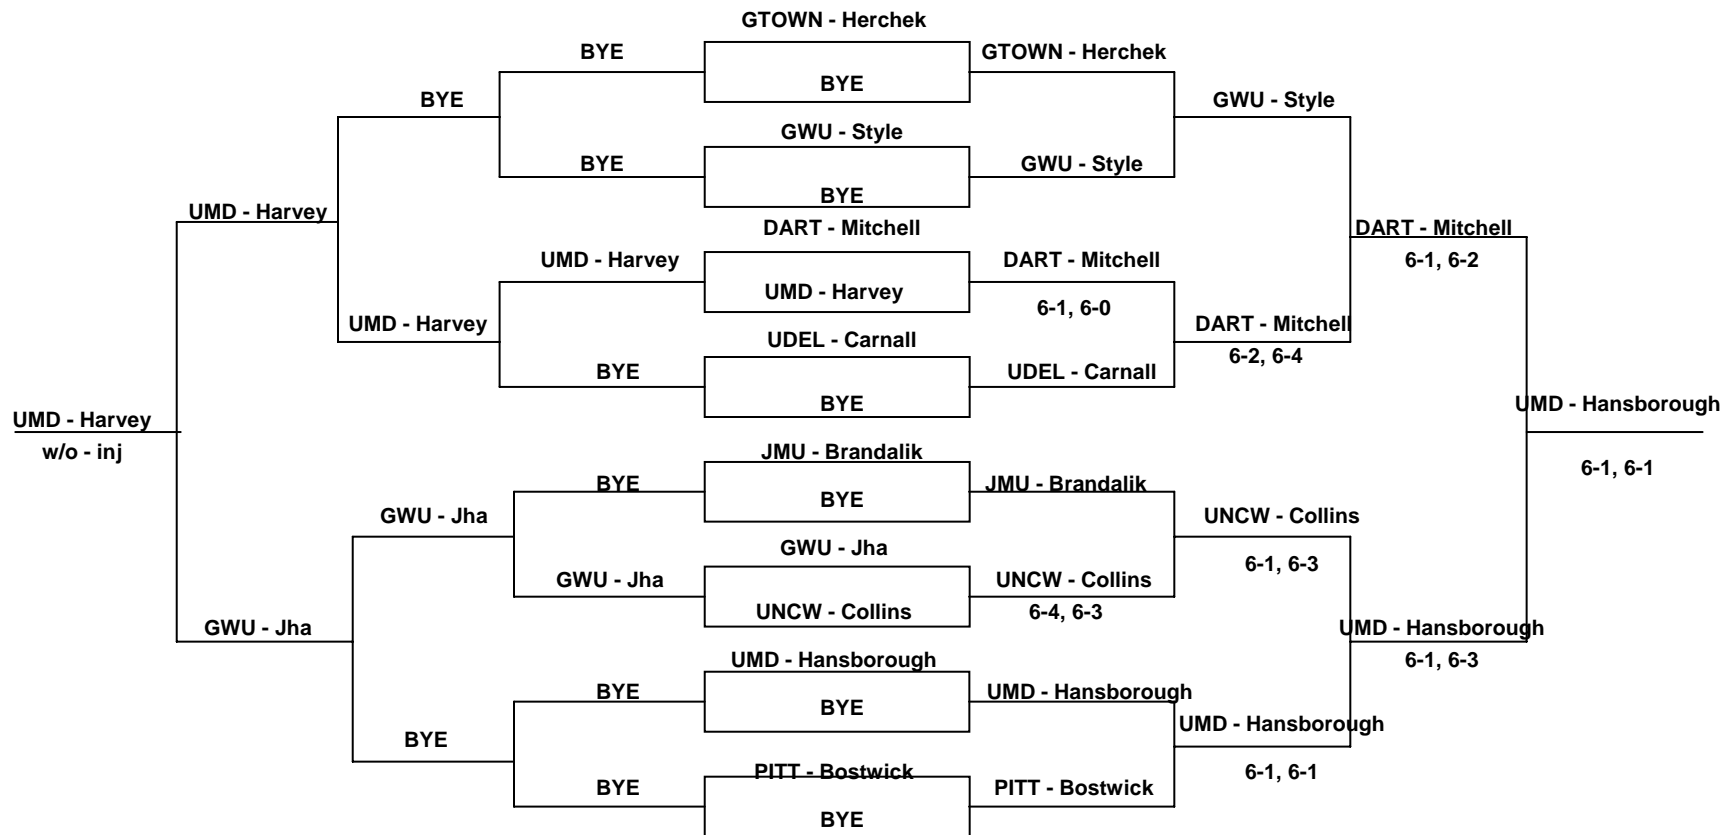 GTOWN - Herchek
BYE
GTOWN - Herchek
BYE
BYE
GWU - Style
GWU - Style
BYE
GWU - Style
BYE
UMD - Harvey
DART - Mitchell
DART - Mitchell
UMD - Harvey
DART - Mitchell
6-1, 6-2
UMD - Harvey
6-1, 6-0
UMD - Harvey
DART - Mitchell
UDEL - Carnall
6-2, 6-4
BYE
UDEL - Carnall
BYE
UMD - Harvey
UMD - Hansborough
w/o - inj
JMU - Brandalik
6-1, 6-1
BYE
JMU - Brandalik
BYE
GWU - Jha
UNCW - Collins
GWU - Jha
6-1, 6-3
GWU - Jha
UNCW - Collins
UNCW - Collins
6-4, 6-3
GWU - Jha
UMD - Hansborough
6-1, 6-3
UMD - Hansborough
BYE
UMD - Hansborough
BYE
UMD - Hansborough
BYE
PITT - Bostwick
6-1, 6-1
BYE
PITT - Bostwick
BYE